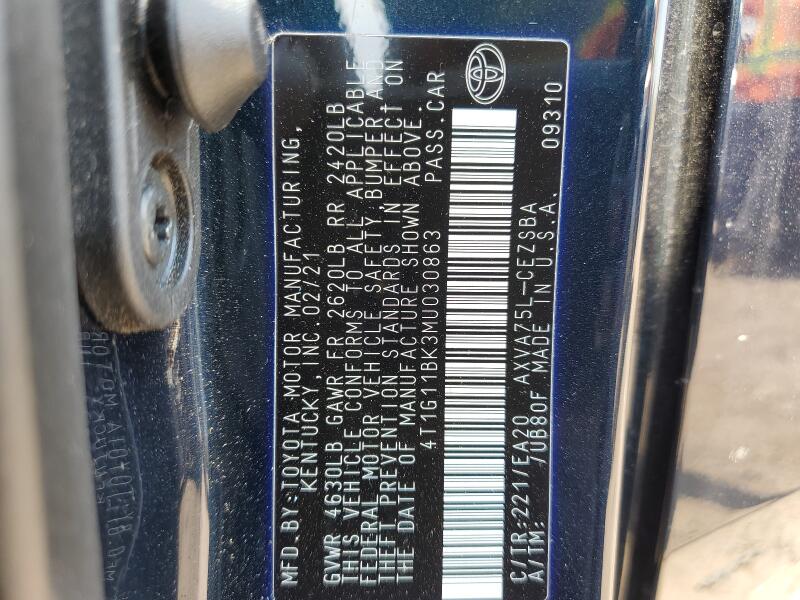 MFD. BY: TOYOTA MOTOR MANUFACTURING,
KENTUCKY, INC. 02/21
GVWR 4630LB GAWR FR 2620LB RR 2420LB
THIS VEHICLE CONFORMS TO ALL APPLICABLE
FEDERAL MOTOR VEHICLE SAFETY, BUMPER, AND
THEFT PREVENTION STANDARDS IN EFFECT ON
THE DATE OF MANUFACTURE SHOWN ABOVE.
4T1G11BK3MU030863 PASS.CAR
C/TR:221/EA20 AXVA75L-CEZSBA 09310
A/TM: /UB80F MADE IN U.S.A.